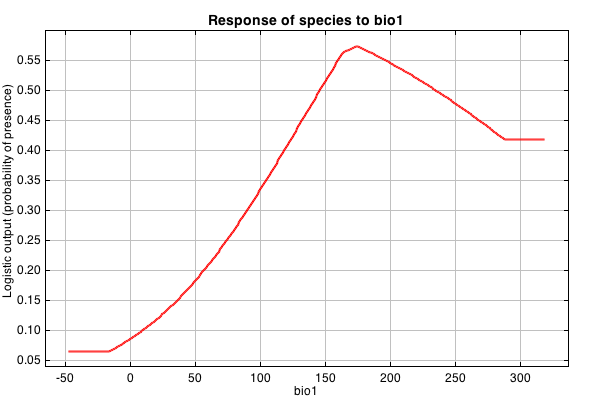 Response of species to bio1
Logistic output (probability of presence)
0.55
0.50
0.45
0.40
0.35
0.30
0.25
0.20
0.15
0.10
0.05
-50 0 50 100 150 200 250 300
bio1